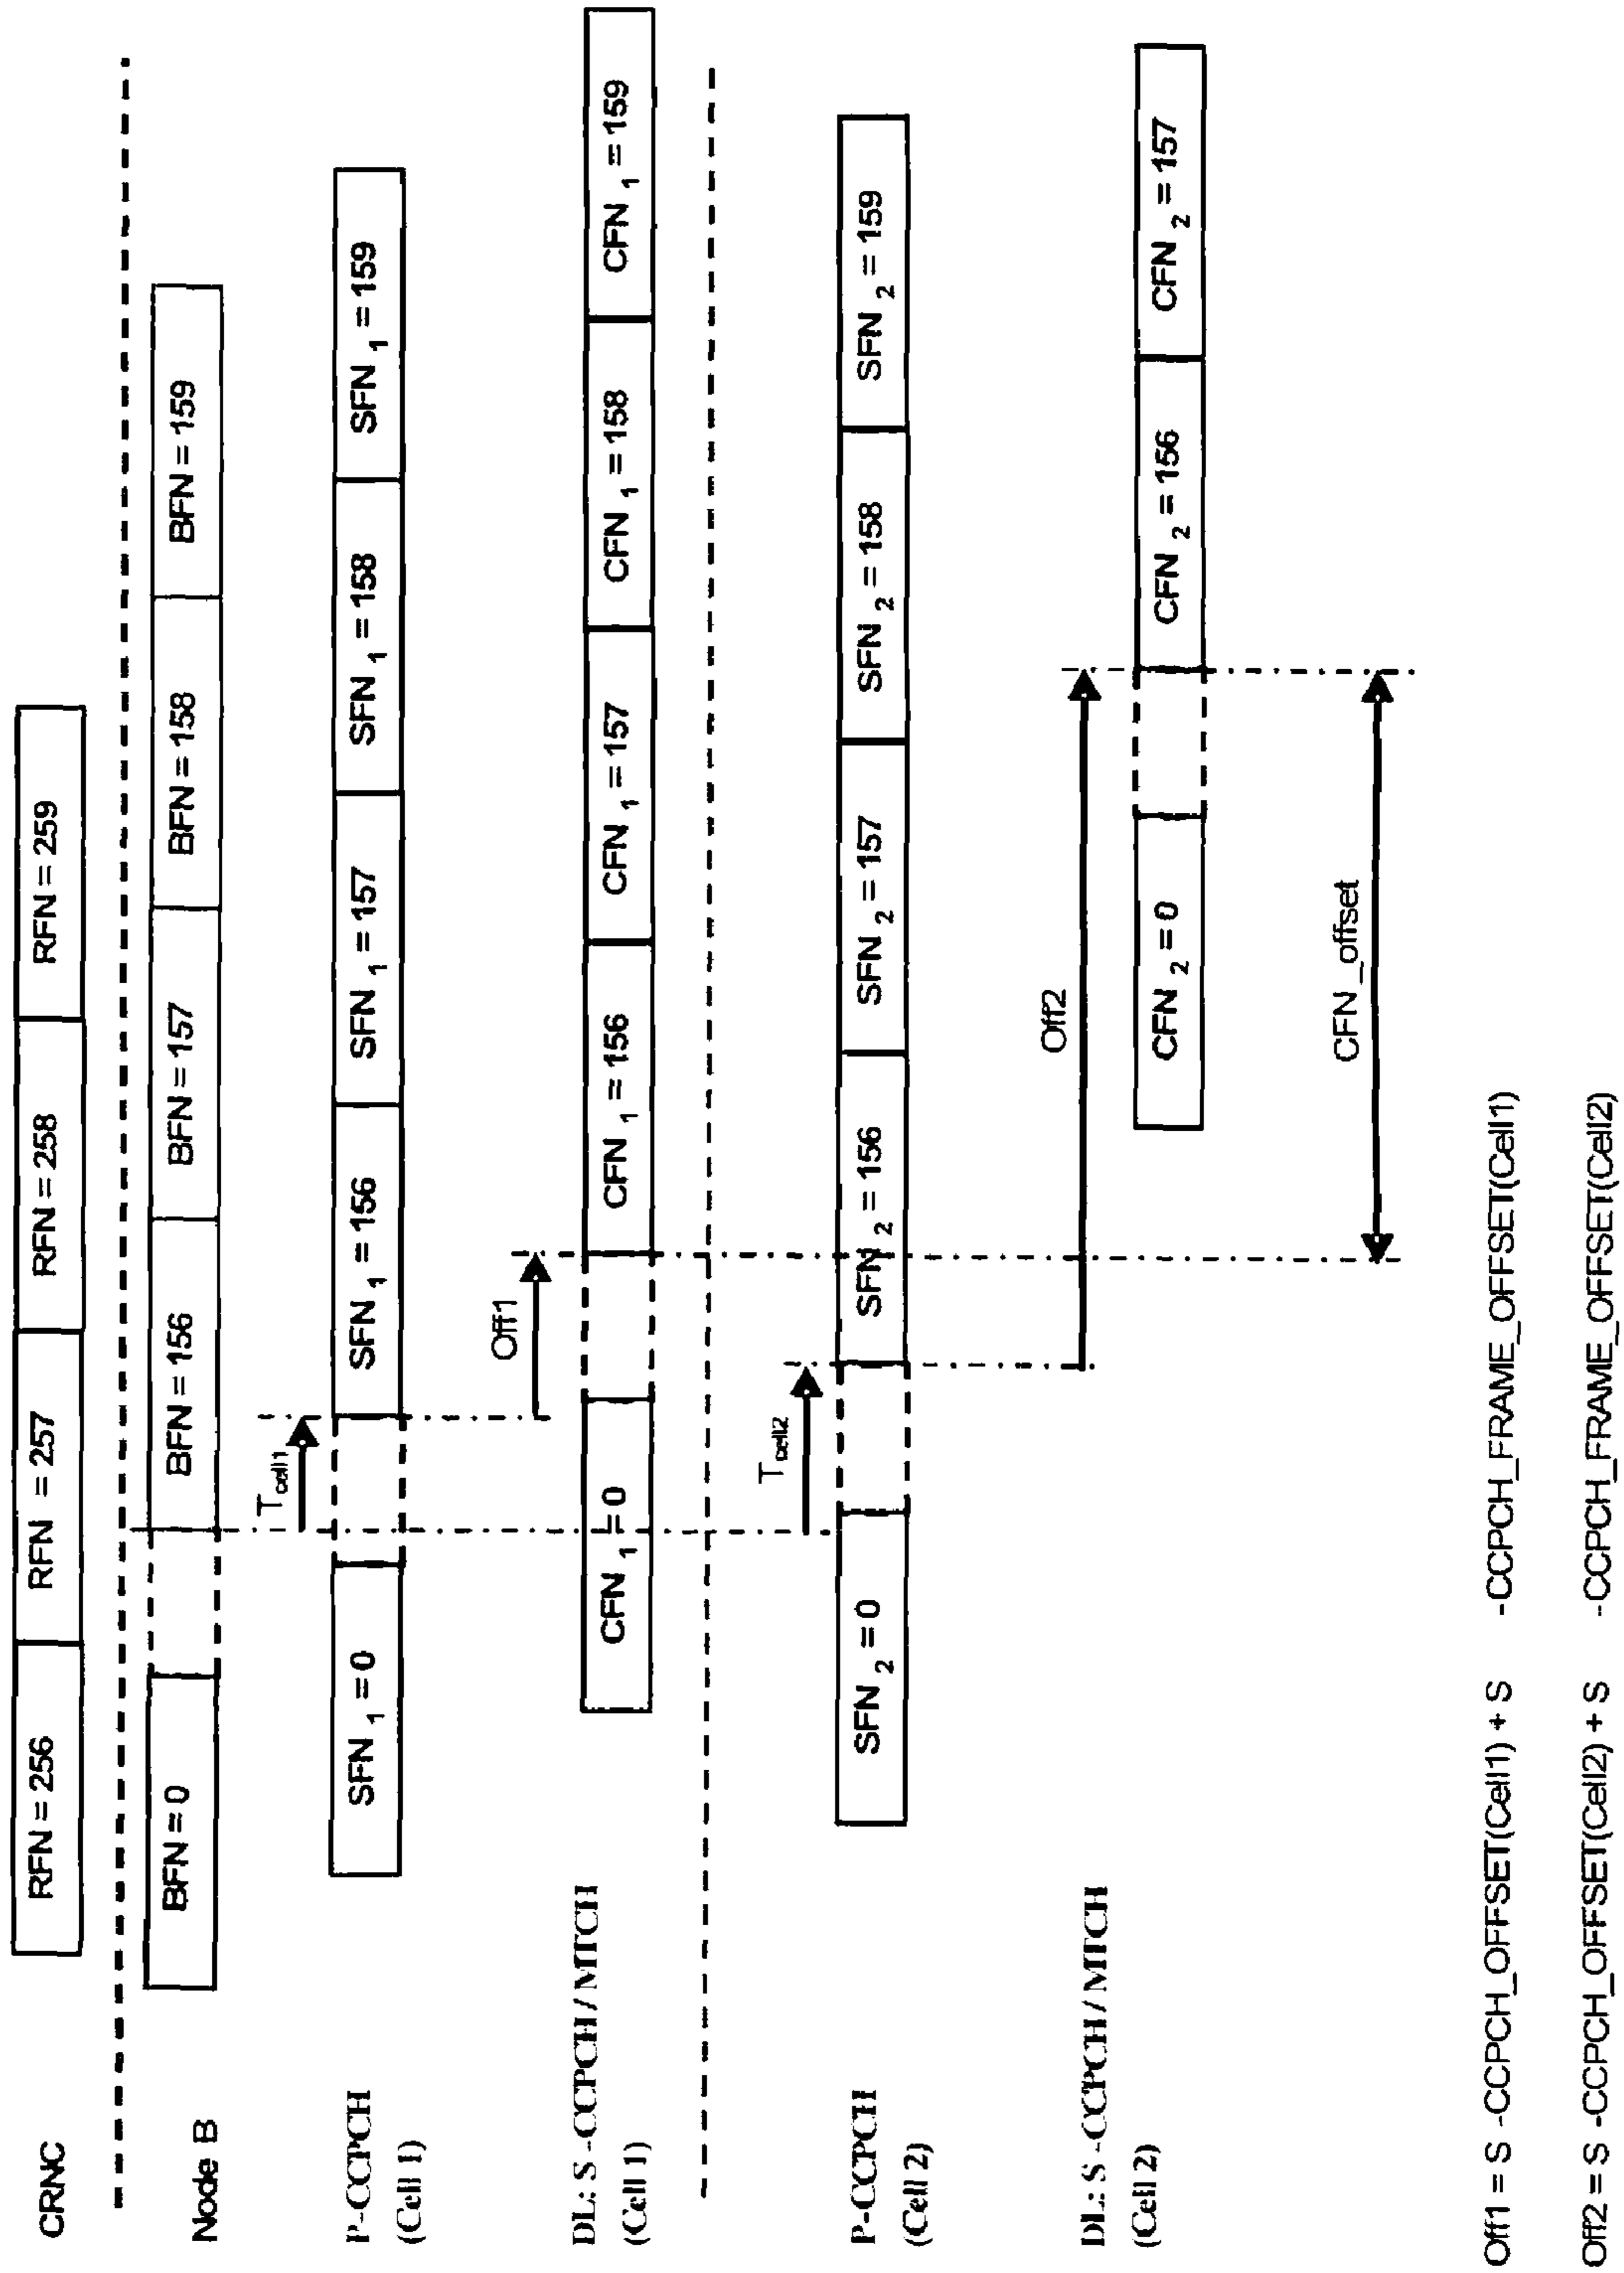 CRNC
RFN = 256
RFN = 257
RFN = 258
RFN = 259
Node B
BFN = 0
BFN = 156
BFN = 157
BFN = 158
BFN = 159
Tcell1
P-CCPCH
(Cell 1)
SFN 1 = 0
SFN 1 = 156
SFN 1 = 157
SFN 1 = 158
SFN 1 = 159
Off1
DL: S -CCPCH / MTCH
(Cell 1)
CFN 1 = 0
CFN 1 = 156
CFN 1 = 157
CFN 1 = 158
CFN 1 = 159
Tcell2
P-CCPCH
(Cell 2)
SFN 2 = 0
SFN 2 = 156
SFN 2 = 157
SFN 2 = 158
SFN 2 = 159
Off2
DL: S -CCPCH / MTCH
(Cell 2)
CFN 2 = 0
CFN 2 = 156
CFN 2 = 157
CFN_offset
Off1 = S -CCPCH_OFFSET(Cell1) + S -CCPCH_FRAME_OFFSET(Cell1)
Off2 = S -CCPCH_OFFSET(Cell2) + S -CCPCH_FRAME_OFFSET(Cell2)